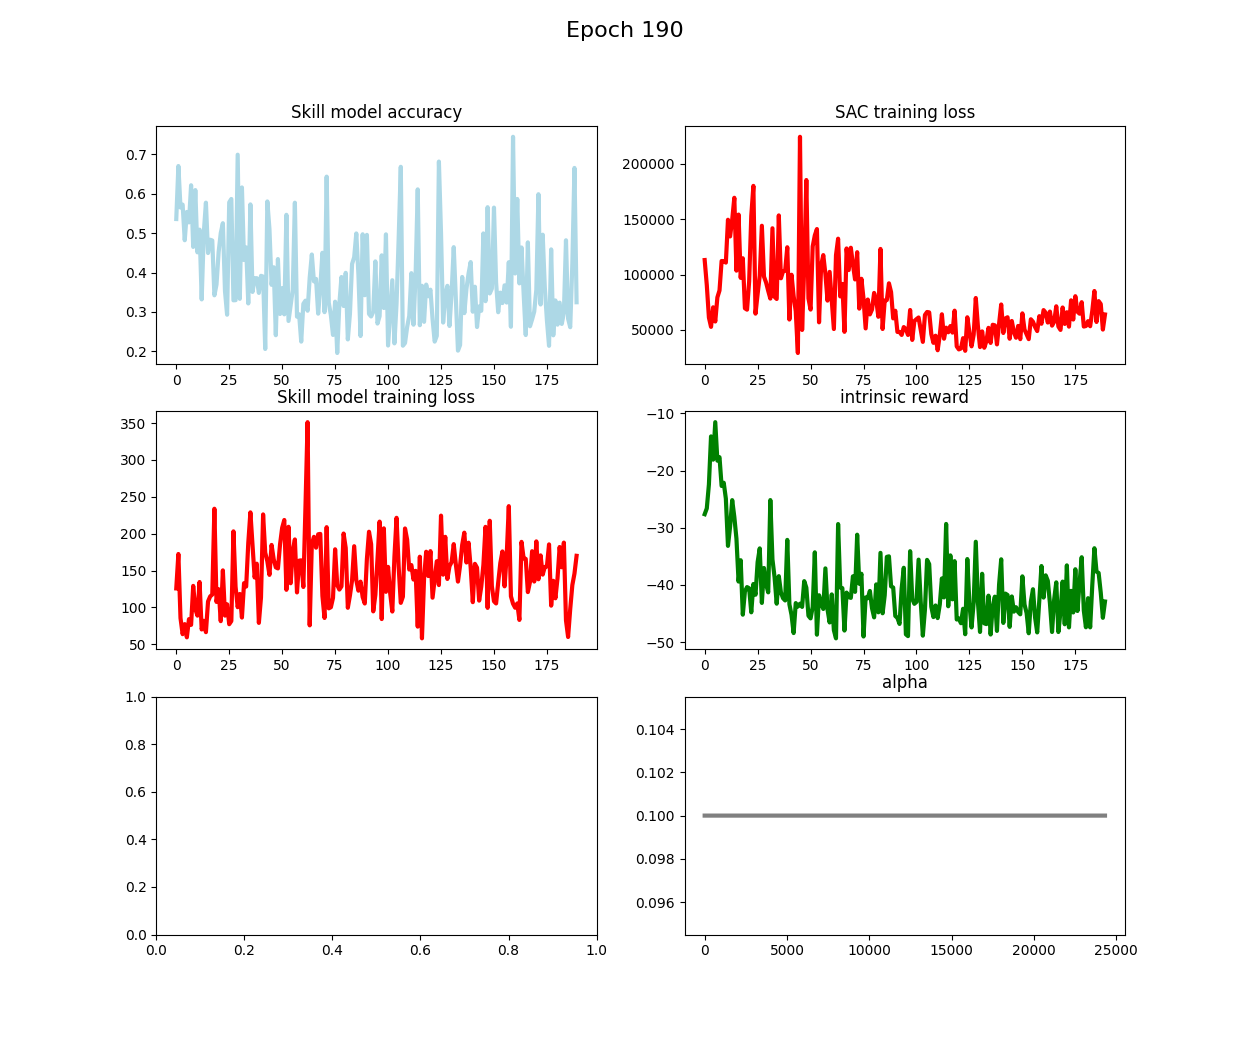 Epoch 190
Skill model accuracy
0.7
0.6
0.5
0.4
0.3
0.2
0 25 50 75 100 125 150 175
SAC training loss
200000
150000
100000
50000
0 25 50 75 100 125 150 175
Skill model training loss
350
300
250
200
150
100
50
0 25 50 75 100 125 150 175
intrinsic reward
−10
−20
−30
−40
−50
0 25 50 75 100 125 150 175
1.0
0.8
0.6
0.4
0.2
0.0
0.0 0.2 0.4 0.6 0.8 1.0
alpha
0.104
0.102
0.100
0.098
0.096
0 5000 10000 15000 20000 25000